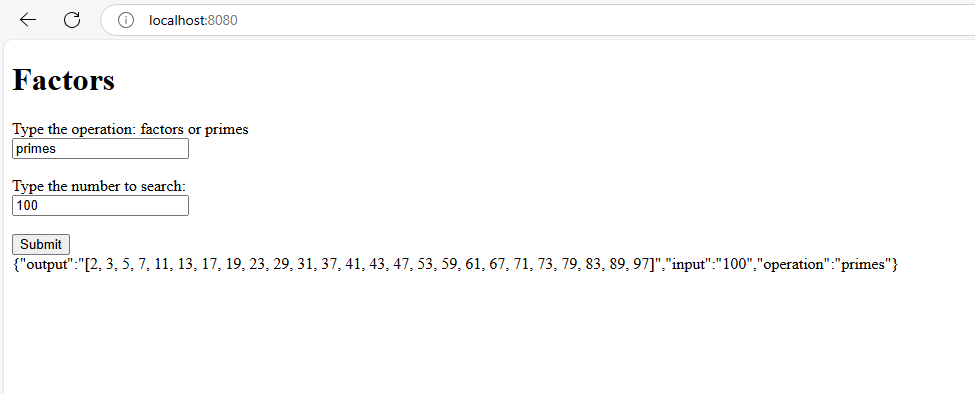 localhost:8080
Factors
Type the operation: factors or primes
primes
Type the number to search:
100
Submit
{"output":"[2, 3, 5, 7, 11, 13, 17, 19, 23, 29, 31, 37, 41, 43, 47, 53, 59, 61, 67, 71, 73, 79, 83, 89, 97]","input":"100","operation":"primes"}